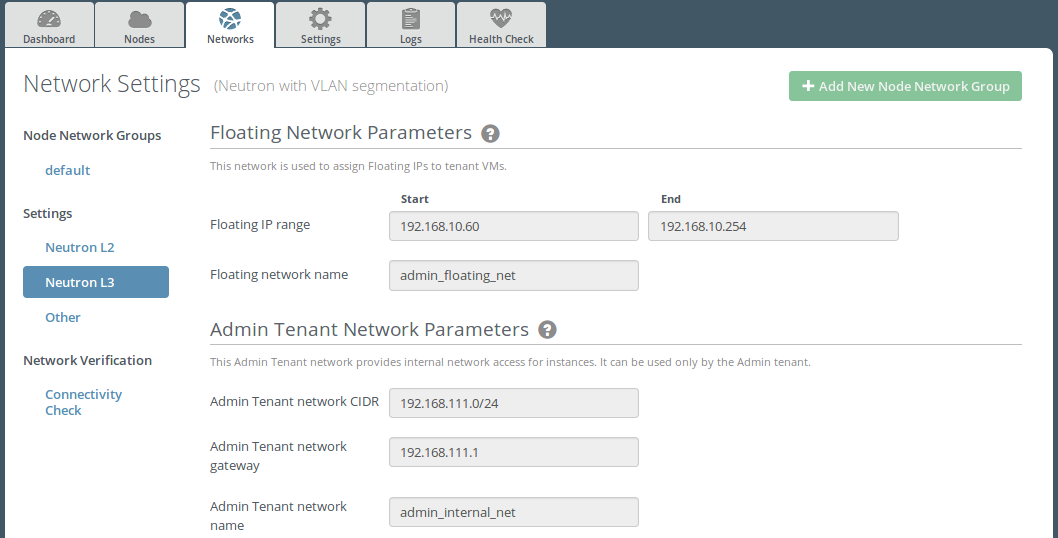 Dashboard
Nodes
Networks
Settings
Logs
Health Check
Network Settings (Neutron with VLAN segmentation)
Add New Node Network Group
Node Network Groups
default
Settings
Neutron L2
Neutron L3
Other
Network Verification
Connectivity
Check
Floating Network Parameters ?
This network is used to assign Floating IPs to tenant VMs.
Start End
Floating IP range 192.168.10.60 192.168.10.254
Floating network name admin_floating_net
Admin Tenant Network Parameters ?
This Admin Tenant network provides internal network access for instances. It can be used only by the Admin tenant.
Admin Tenant network CIDR 192.168.111.0/24
Admin Tenant network
gateway
192.168.111.1
Admin Tenant network
name
admin_internal_net